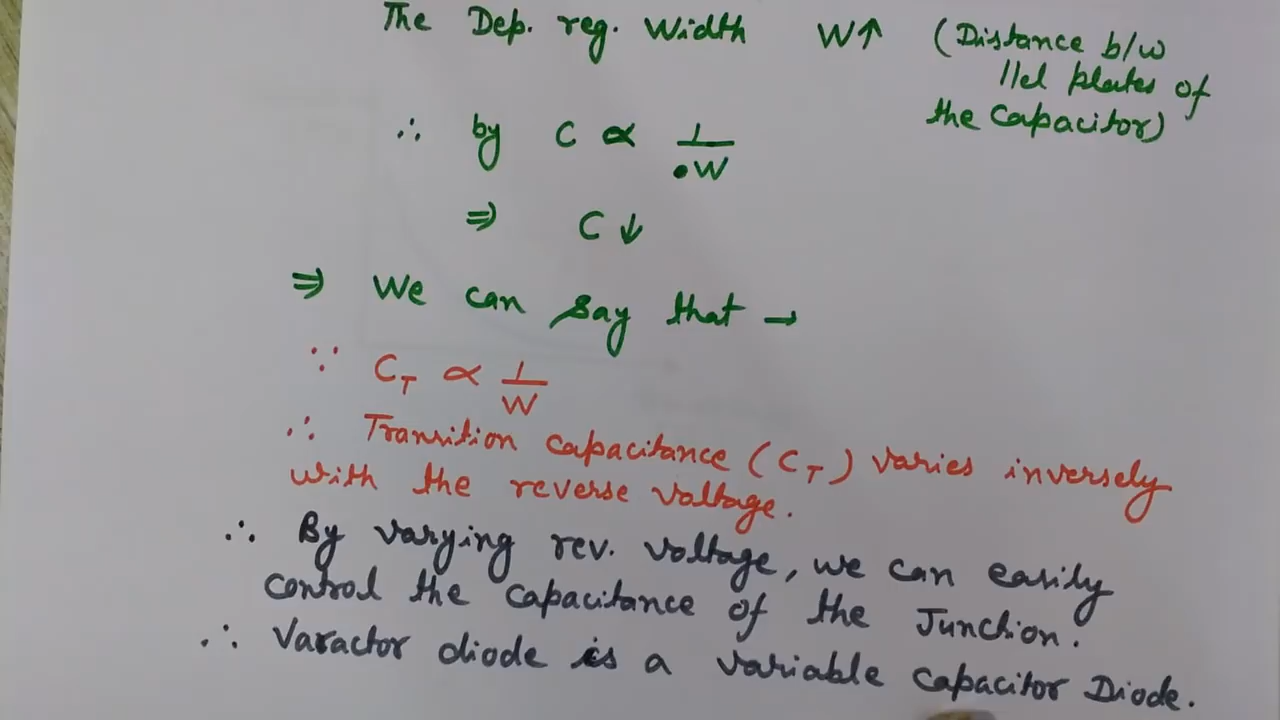 The Dep. reg. Width W↑ (Distance b/w
||el plates of
the Capacitor)
∴ by C ∝ 1/W
⇒ C↓
⇒ We can say that →
∵ C_T ∝ 1/W
∴ Transition capacitance (C_T) varies inversely
with the reverse voltage.
∴ By varying rev. voltage, we can easily
control the capacitance of the Junction.
∴ Varactor diode is a variable capacitor Diode.